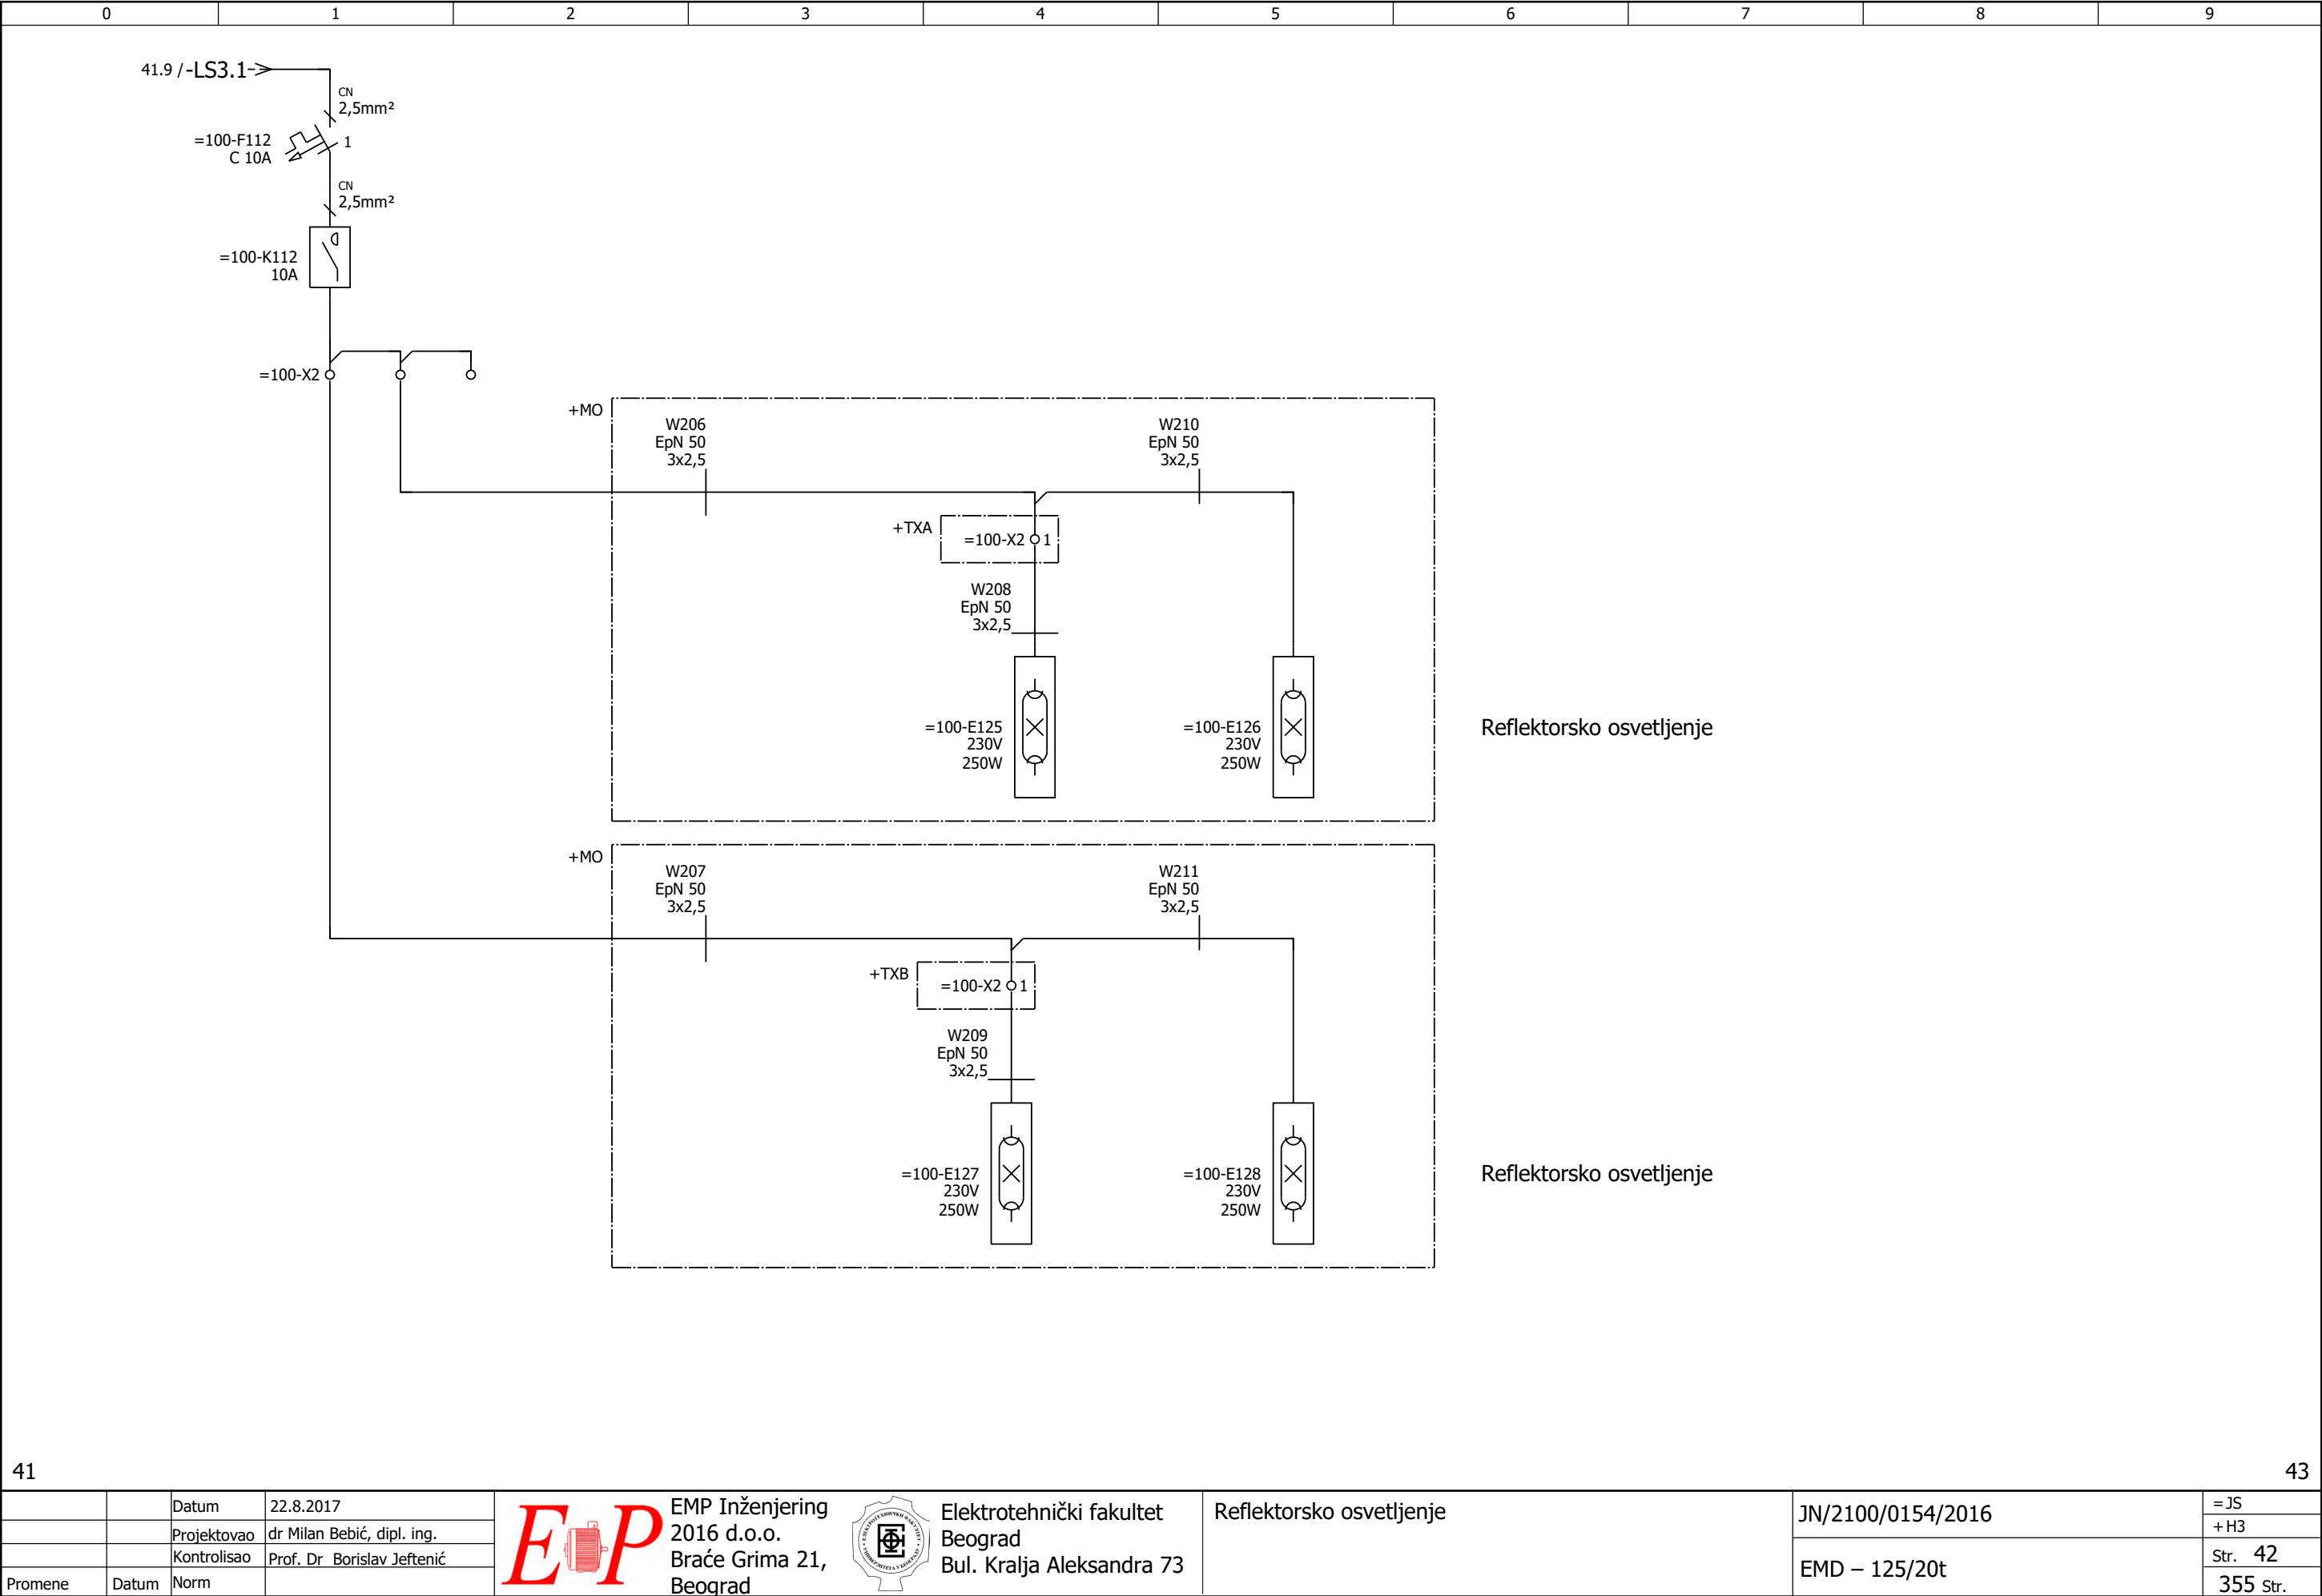 0 1 2 3 4 5 6 7 8 9
41.9 / -LS3.1
CN
2,5mm²
=100-F112
C 10A
1
CN
2,5mm²
=100-K112
10A
=100-X2
+MO
W206
EpN 50
3x2,5
W210
EpN 50
3x2,5
+TXA
=100-X2 1
W208
EpN 50
3x2,5
=100-E125
230V
250W
=100-E126
230V
250W
Reflektorsko osvetljenje
+MO
W207
EpN 50
3x2,5
W211
EpN 50
3x2,5
+TXB
=100-X2 1
W209
EpN 50
3x2,5
=100-E127
230V
250W
=100-E128
230V
250W
Reflektorsko osvetljenje
41
43
Datum 22.8.2017
Projektovao dr Milan Bebić, dipl. ing.
Kontrolisao Prof. Dr Borislav Jeftenić
Promene Datum Norm
EMP
EMP Inženjering
2016 d.o.o.
Braće Grima 21,
Beograd
Elektrotehnički fakultet
Beograd
Bul. Kralja Aleksandra 73
Reflektorsko osvetljenje
JN/2100/0154/2016
EMD – 125/20t
= JS
+ H3
Str. 42
355 Str.